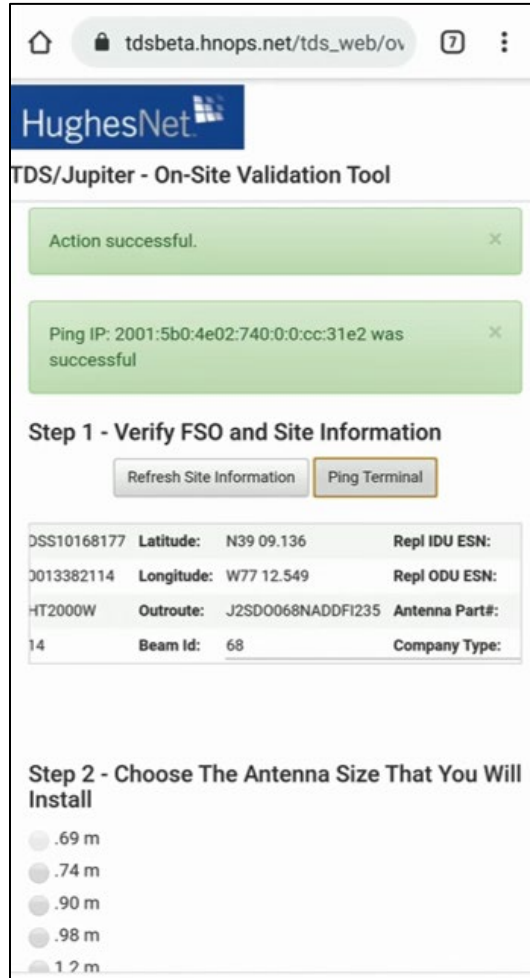 tdsbeta.hnops.net/tds_web/ov 7
HughesNet.
TDS/Jupiter - On-Site Validation Tool
Action successful. ×
Ping IP: 2001:5b0:4e02:740:0:0:cc:31e2 was ×
successful
Step 1 - Verify FSO and Site Information
Refresh Site Information Ping Terminal
DSS10168177 Latitude: N39 09.136 Repl IDU ESN:
0013382114 Longitude: W77 12.549 Repl ODU ESN:
HT2000W Outroute: J2SDO068NADDFI235 Antenna Part#:
14 Beam Id: 68 Company Type:
Step 2 - Choose The Antenna Size That You Will
Install
.69 m
.74 m
.90 m
.98 m
1.2 m